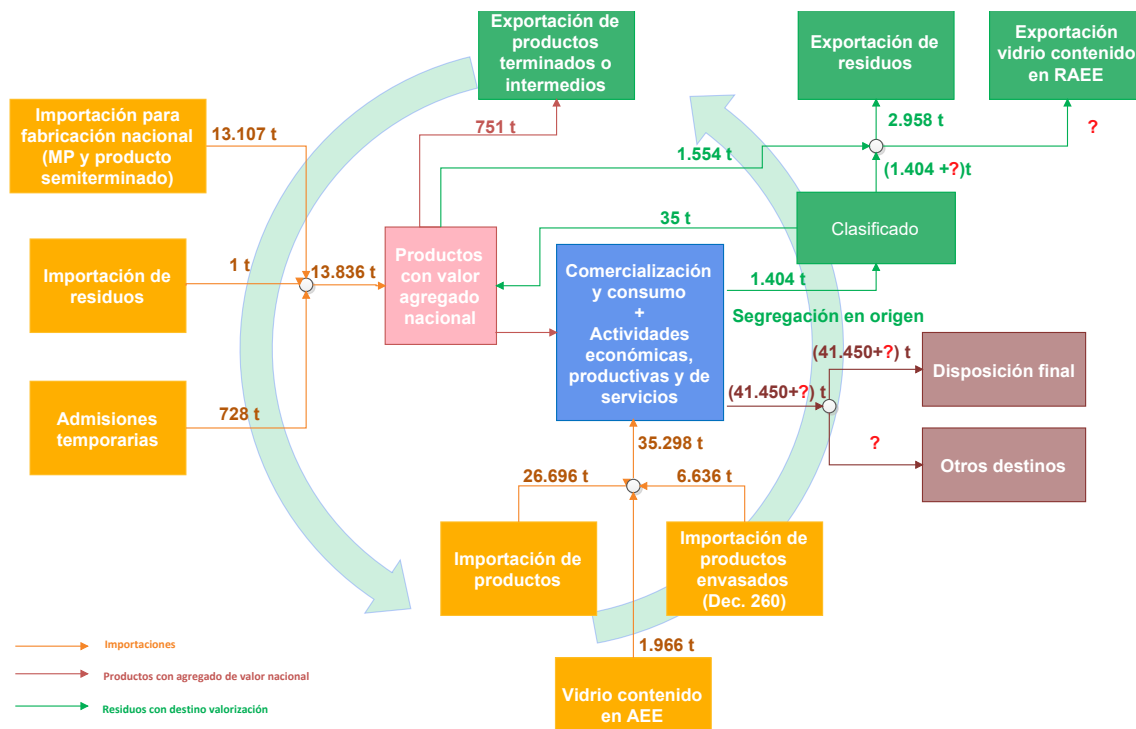 Exportación de
productos
terminados o
intermedios
Exportación de
residuos
Exportación
vidrio contenido
en RAEE
Importación para
fabricación nacional
(MP y producto
semiterminado)
13.107 t
751 t
2.958 t
?
1.554 t
(1.404 +?)t
35 t
Clasificado
Importación de
residuos
1 t
13.836 t
Productos
con valor
agregado
nacional
Comercialización
y consumo
+
Actividades
económicas,
productivas y de
servicios
1.404 t
Segregación en origen
(41.450+?) t
Disposición final
(41.450+?) t
Admisiones
temporarias
728 t
?
Otros destinos
35.298 t
26.696 t
6.636 t
Importación de
productos
Importación de
productos
envasados
(Dec. 260)
1.966 t
Vidrio contenido
en AEE
Importaciones
Productos con agregado de valor nacional
Residuos con destino valorización